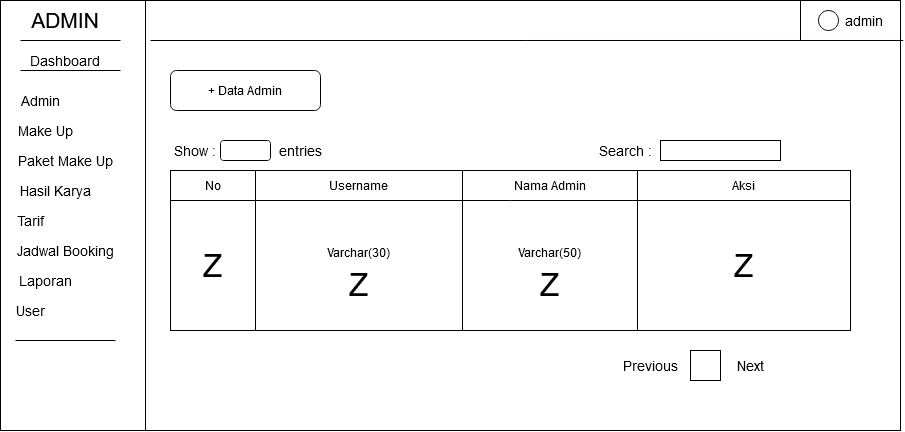 ADMIN
admin
Dashboard
Admin
Make Up
Paket Make Up
Hasil Karya
Tarif
Jadwal Booking
Laporan
User
+ Data Admin
Show : entries
Search :
No Username Nama Admin Aksi
Varchar(30) Varchar(50)
Z Z Z Z
Previous Next